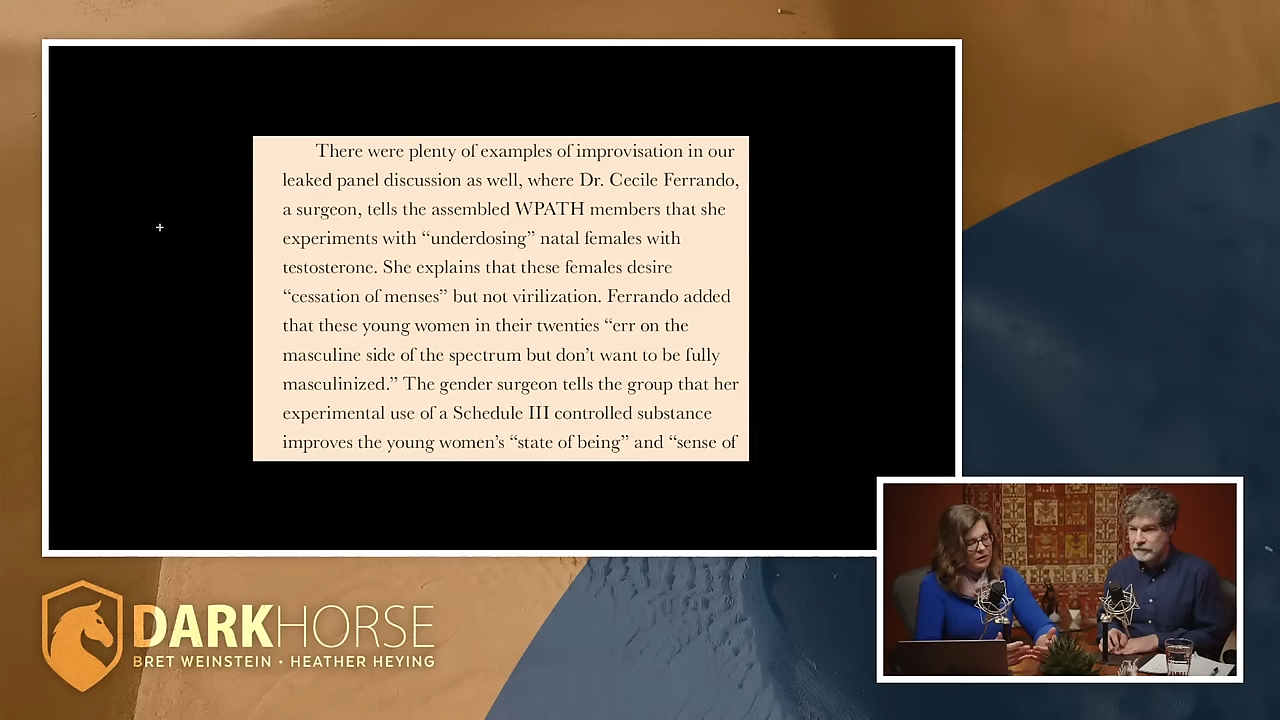 There were plenty of examples of improvisation in our
leaked panel discussion as well, where Dr. Cecile Ferrando,
a surgeon, tells the assembled WPATH members that she
experiments with “underdosing” natal females with
testosterone. She explains that these females desire
“cessation of menses” but not virilization. Ferrando added
that these young women in their twenties “err on the
masculine side of the spectrum but don’t want to be fully
masculinized.” The gender surgeon tells the group that her
experimental use of a Schedule III controlled substance
improves the young women’s “state of being” and “sense of
DARKHORSE
BRET WEINSTEIN · HEATHER HEYING